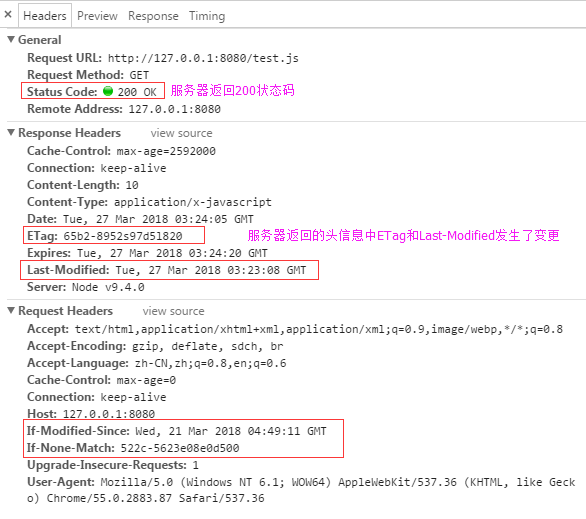 × Headers Preview Response Timing
▼ General
Request URL: http://127.0.0.1:8080/test.js
Request Method: GET
Status Code: 200 OK 服务器返回200状态码
Remote Address: 127.0.0.1:8080
▼ Response Headers view source
Cache-Control: max-age=2592000
Connection: keep-alive
Content-Length: 10
Content-Type: application/x-javascript
Date: Tue, 27 Mar 2018 03:24:05 GMT
ETag: 65b2-8952s97d51820 服务器返回的头信息中ETag和Last-Modified发生了变更
Expires: Tue, 27 Mar 2018 03:24:20 GMT
Last-Modified: Tue, 27 Mar 2018 03:23:08 GMT
Server: Node v9.4.0
▼ Request Headers view source
Accept: text/html,application/xhtml+xml,application/xml;q=0.9,image/webp,*/*;q=0.8
Accept-Encoding: gzip, deflate, sdch, br
Accept-Language: zh-CN,zh;q=0.8,en;q=0.6
Cache-Control: max-age=0
Connection: keep-alive
Host: 127.0.0.1:8080
If-Modified-Since: Wed, 21 Mar 2018 04:49:11 GMT
If-None-Match: 522c-5623e08e0d500
Upgrade-Insecure-Requests: 1
User-Agent: Mozilla/5.0 (Windows NT 6.1; WOW64) AppleWebKit/537.36 (KHTML, like Geck
o) Chrome/55.0.2883.87 Safari/537.36